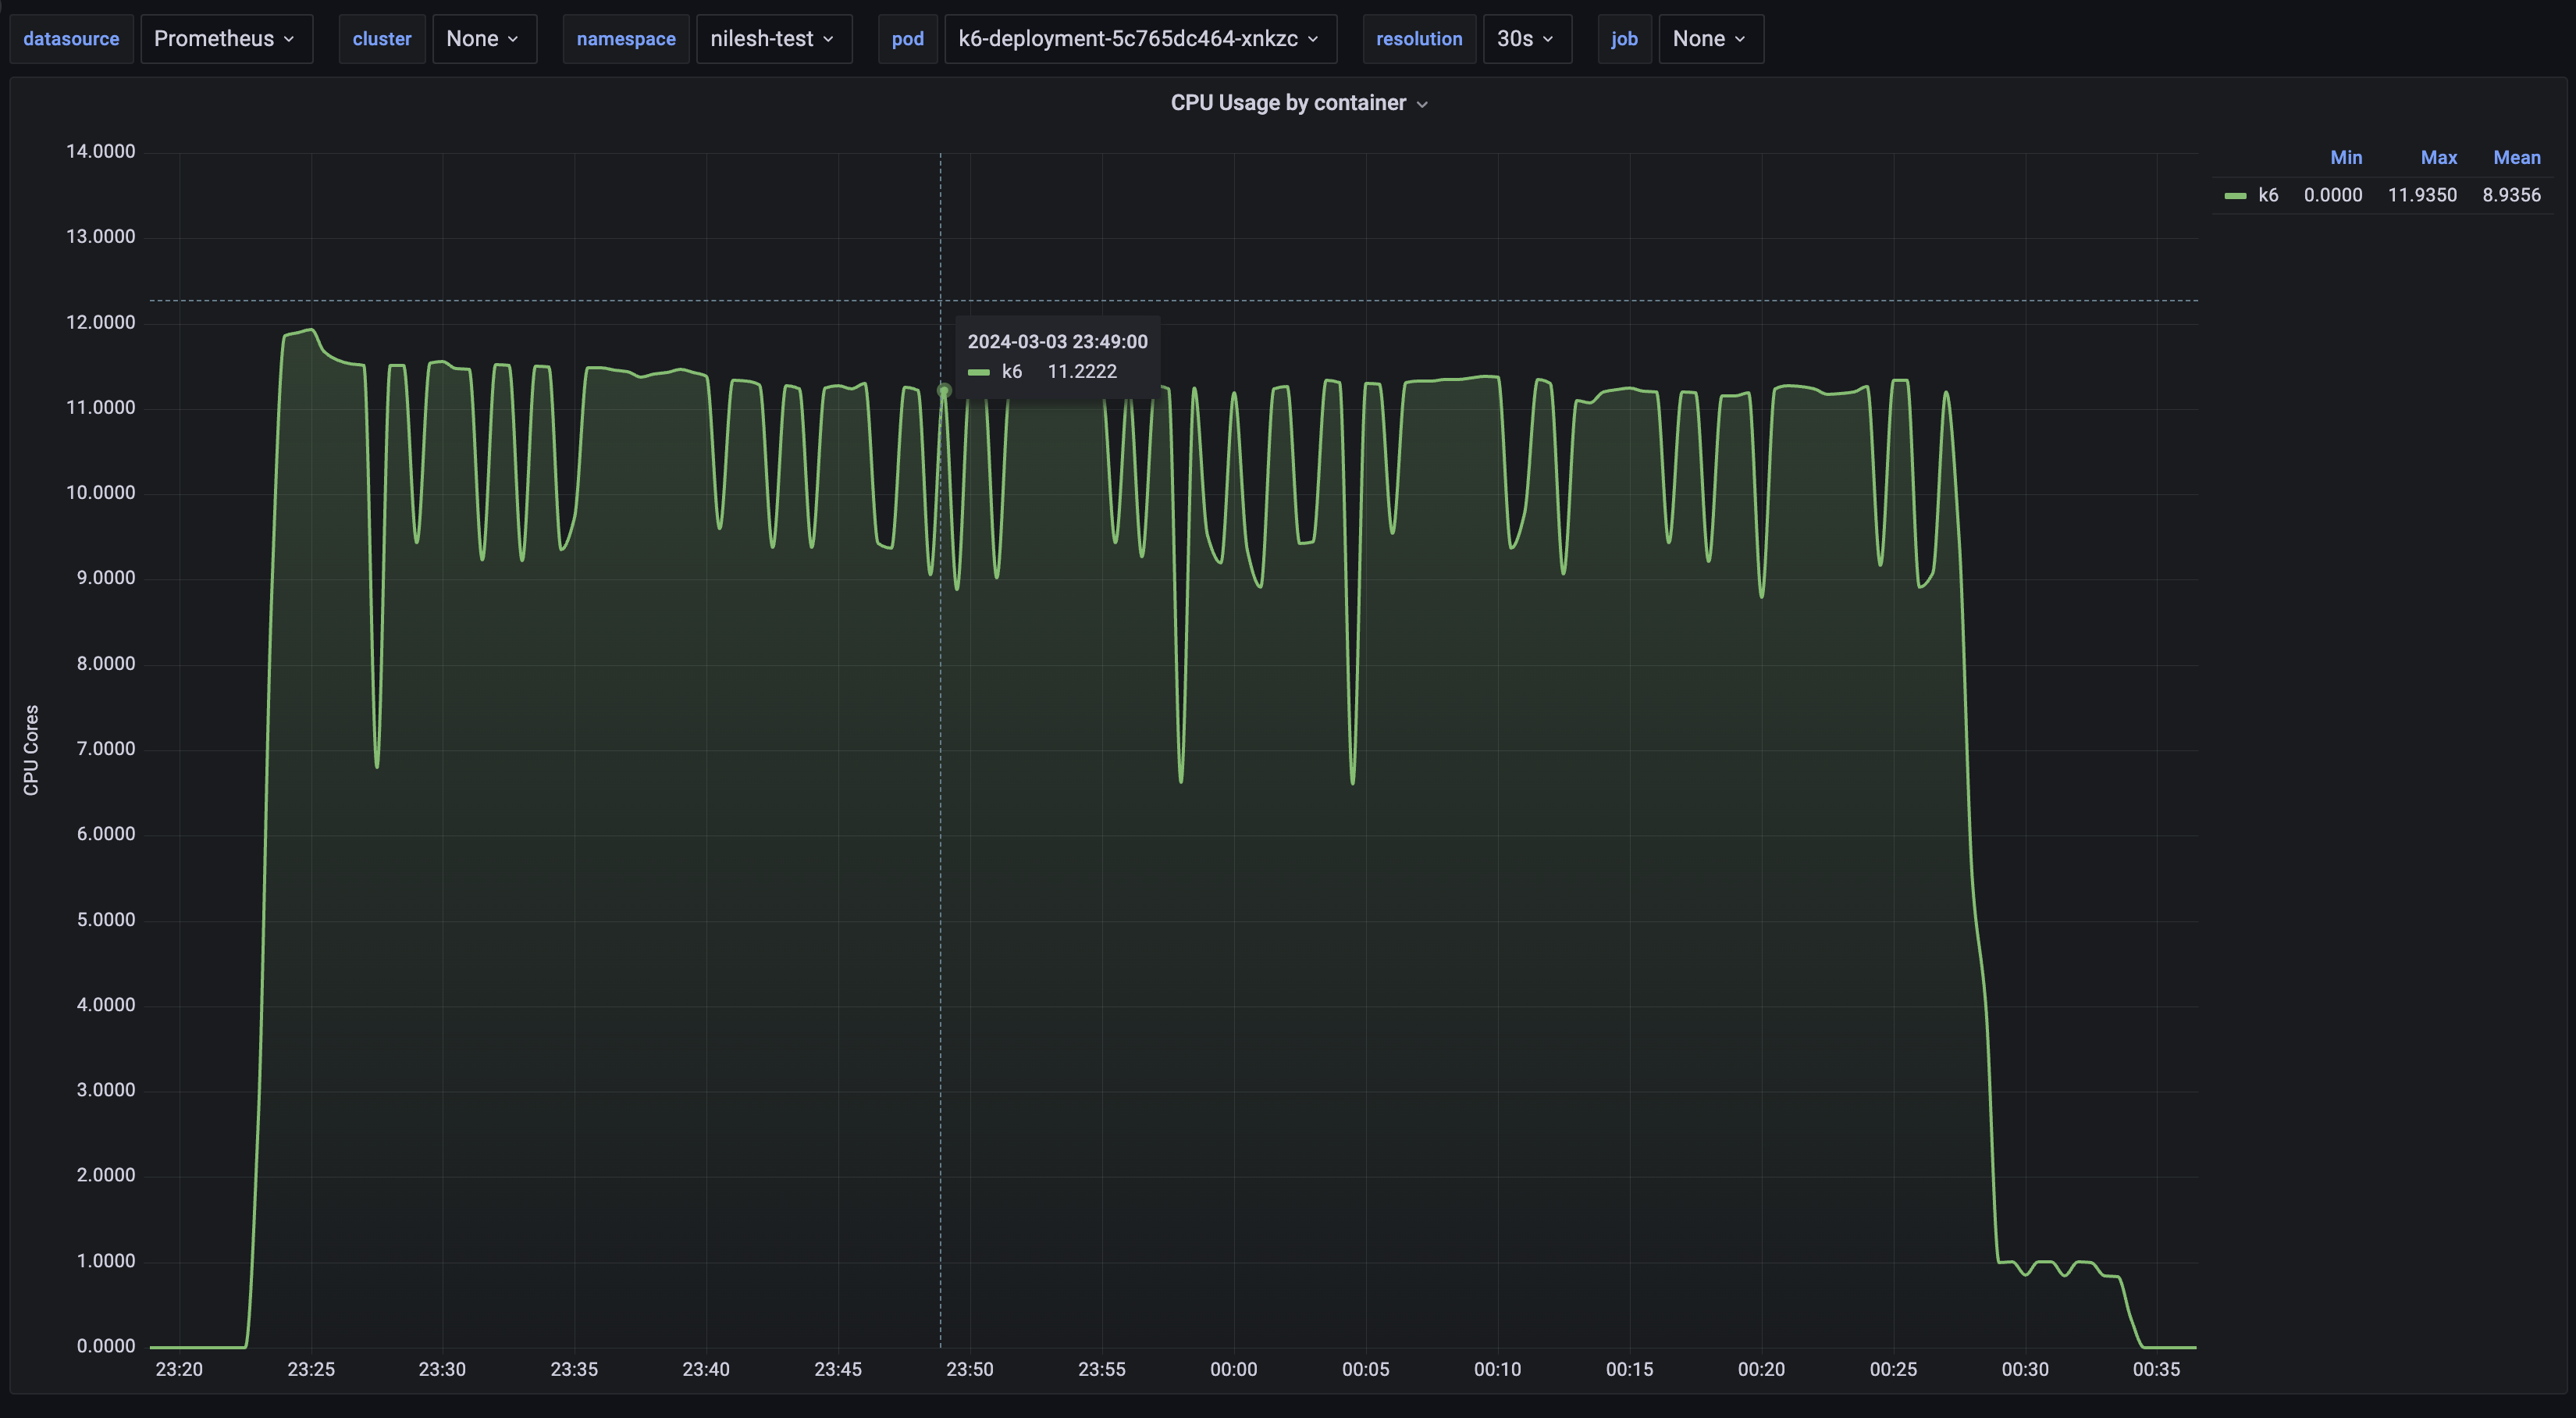 datasource Prometheus cluster None namespace nilesh-test pod k6-deployment-5c765dc464-xnkzc resolution 30s job None
CPU Usage by container
Min Max Mean
k6 0.0000 11.9350 8.9356
14.0000
13.0000
12.0000
11.0000
10.0000
9.0000
8.0000
7.0000
6.0000
5.0000
4.0000
3.0000
2.0000
1.0000
0.0000
CPU Cores
2024-03-03 23:49:00
k6 11.2222
23:20 23:25 23:30 23:35 23:40 23:45 23:50 23:55 00:00 00:05 00:10 00:15 00:20 00:25 00:30 00:35